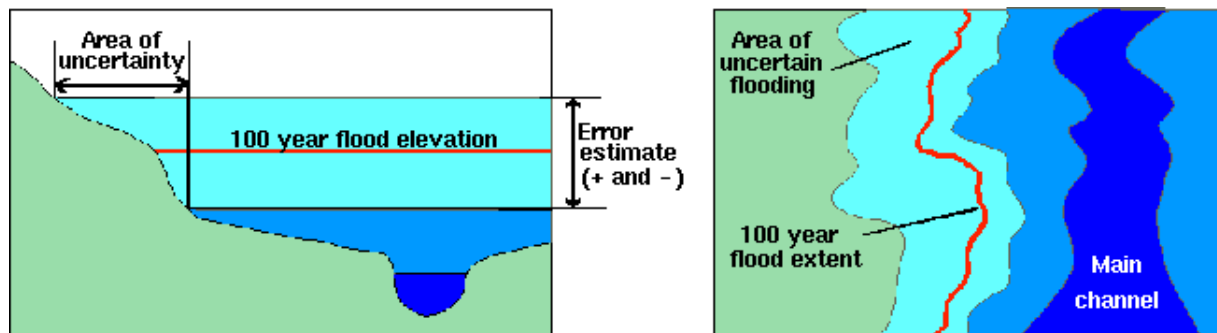 Area of
uncertainty
100 year flood elevation
Error
estimate
(+ and -)
Area of
uncertain
flooding
100 year
flood extent
Main
channel